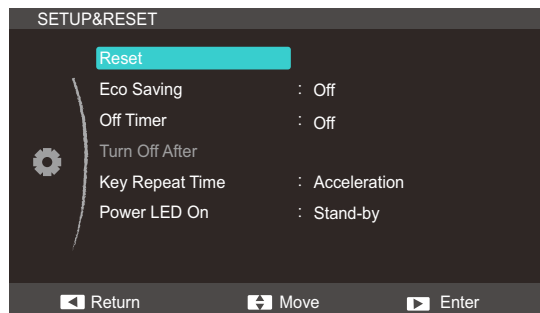 SETUP&RESET
Reset
Eco Saving : Off
Off Timer : Off
Turn Off After
Key Repeat Time : Acceleration
Power LED On : Stand-by
Return Move Enter